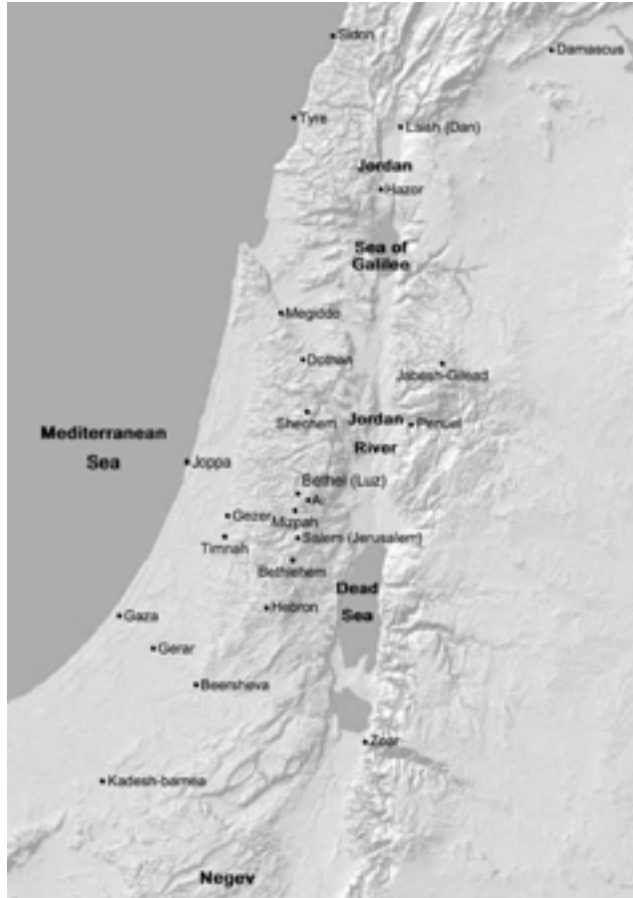 Sidon
Damascus
Tyre
Laish (Dan)
Jordan
Hazor
Sea of
Galilee
Megiddo
Dothan
Jabesh-Gilead
Shechem
Jordan
River
Penuel
Mediterranean
Sea
Joppa
Bethel (Luz)
Ai
Gezer
Mizpah
Timnah
Salem (Jerusalem)
Bethlehem
Dead
Sea
Hebron
Gaza
Gerar
Beersheva
Zoar
Kadesh-barnea
Negev